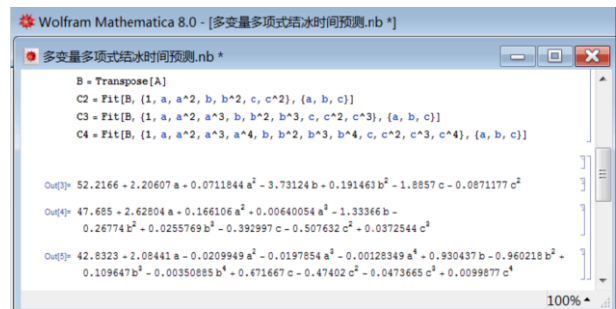 Wolfram Mathematica 8.0 - [多变量多项式结冰时间预测.nb *]
多变量多项式结冰时间预测.nb *
B = Transpose[A]
C2 = Fit[B, {1, a, a^2, b, b^2, c, c^2}, {a, b, c}]
C3 = Fit[B, {1, a, a^2, a^3, b, b^2, b^3, c, c^2, c^3}, {a, b, c}]
C4 = Fit[B, {1, a, a^2, a^3, a^4, b, b^2, b^3, b^4, c, c^2, c^3, c^4}, {a, b, c}]
Out[3]= 52.2166 + 2.20607 a + 0.0711844 a² - 3.73124 b + 0.191463 b² - 1.8857 c - 0.0871177 c²
Out[4]= 47.685 + 2.62804 a + 0.166106 a² + 0.00640054 a³ - 1.33366 b -
0.26774 b² + 0.0255769 b³ - 0.392997 c - 0.507632 c² + 0.0372544 c³
Out[5]= 42.8323 + 2.08441 a - 0.0209949 a² - 0.0197854 a³ - 0.00128349 a⁴ + 0.930437 b - 0.960218 b² +
0.109647 b³ - 0.00350885 b⁴ + 0.671667 c - 0.47402 c² - 0.0473665 c³ + 0.0099877 c⁴
100%